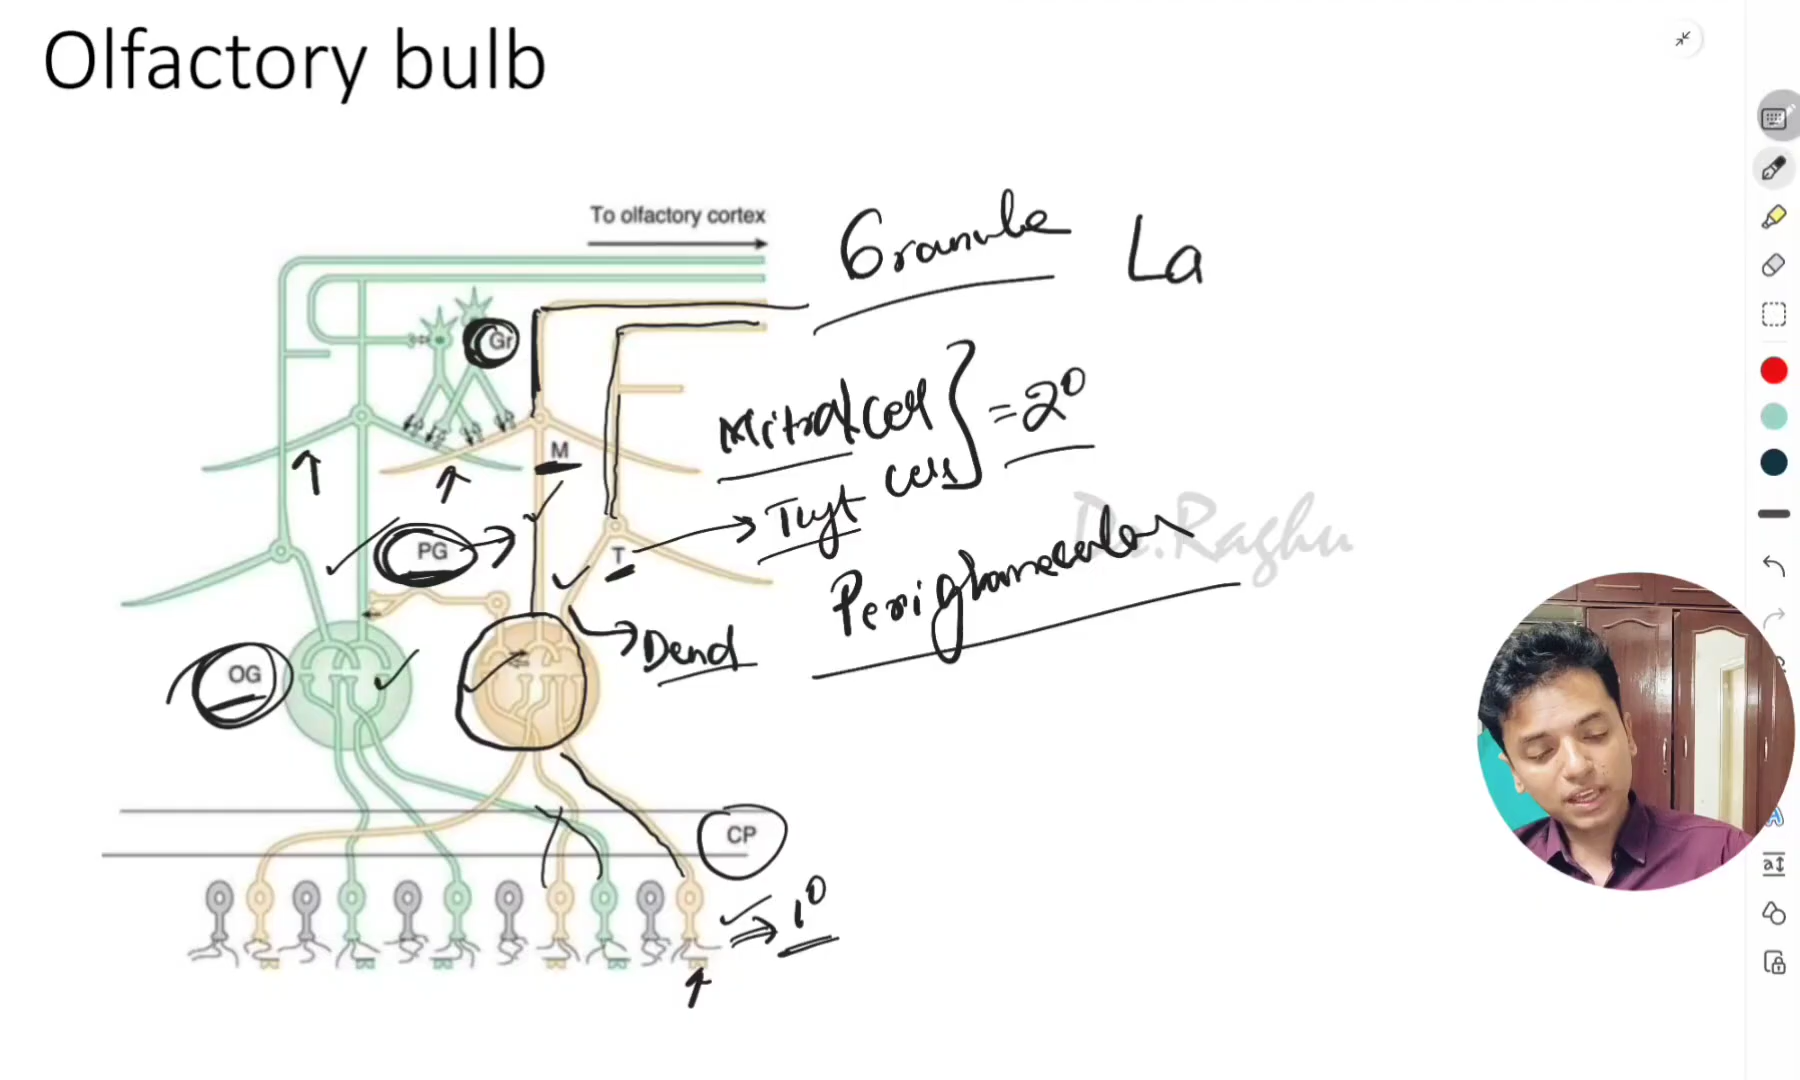 Olfactory bulb
To olfactory cortex
Granule La
Gr
Mitral cell = 2°
M
Tuft cells
T
PG
Dr.Raghu
Dend
OG
CP
1°